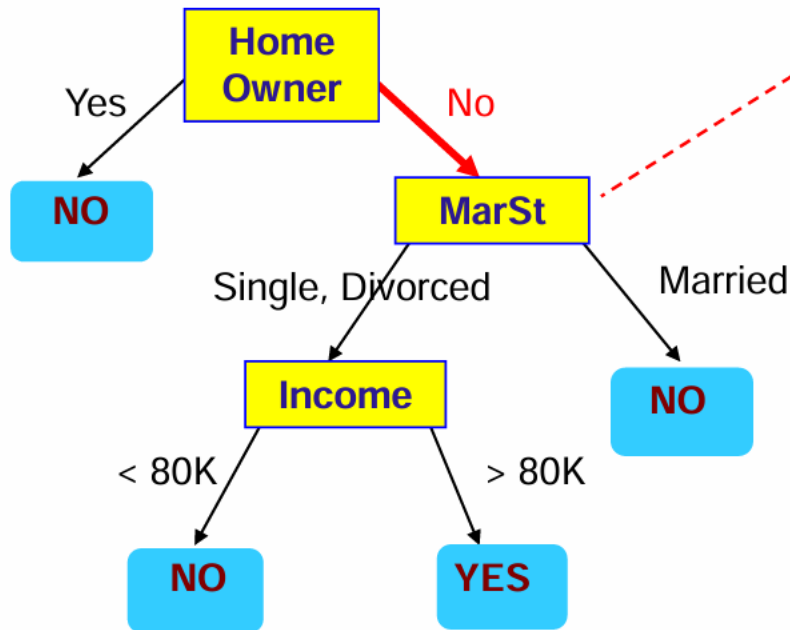 Home
Owner
Yes
No
NO
MarSt
Single, Divorced
Married
Income
NO
< 80K
> 80K
NO
YES